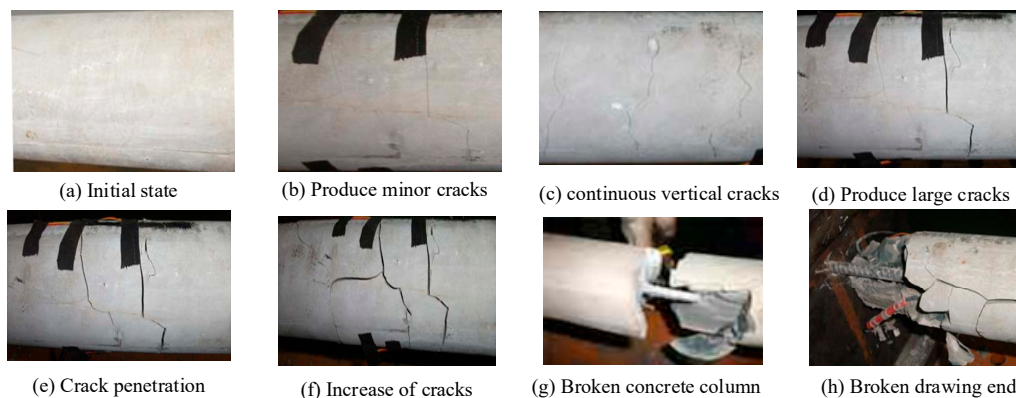 (a) Initial state
(b) Produce minor cracks
(c) continuous vertical cracks
(d) Produce large cracks
(e) Crack penetration
(f) Increase of cracks
(g) Broken concrete column
(h) Broken drawing end